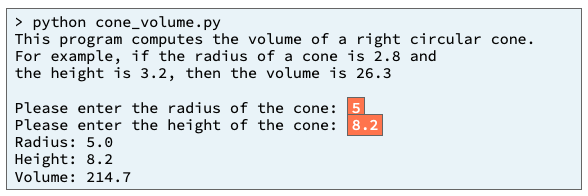 > python cone_volume.py
This program computes the volume of a right circular cone.
For example, if the radius of a cone is 2.8 and
the height is 3.2, then the volume is 26.3
Please enter the radius of the cone: 5
Please enter the height of the cone: 8.2
Radius: 5.0
Height: 8.2
Volume: 214.7